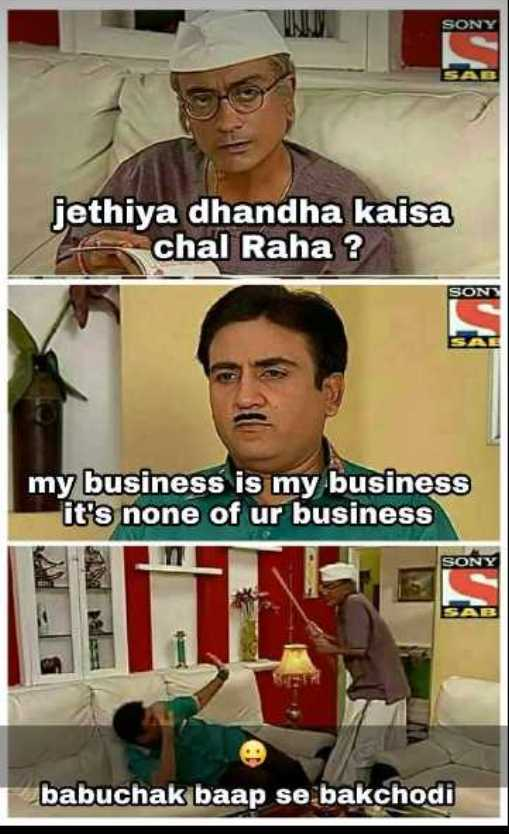 SONY
S
SAB
jethiya dhandha kaisa
chal Raha ?
SONY
S
SAB
my business is my business
it's none of ur business
SONY
S
SAB
babuchak baap se bakchodi